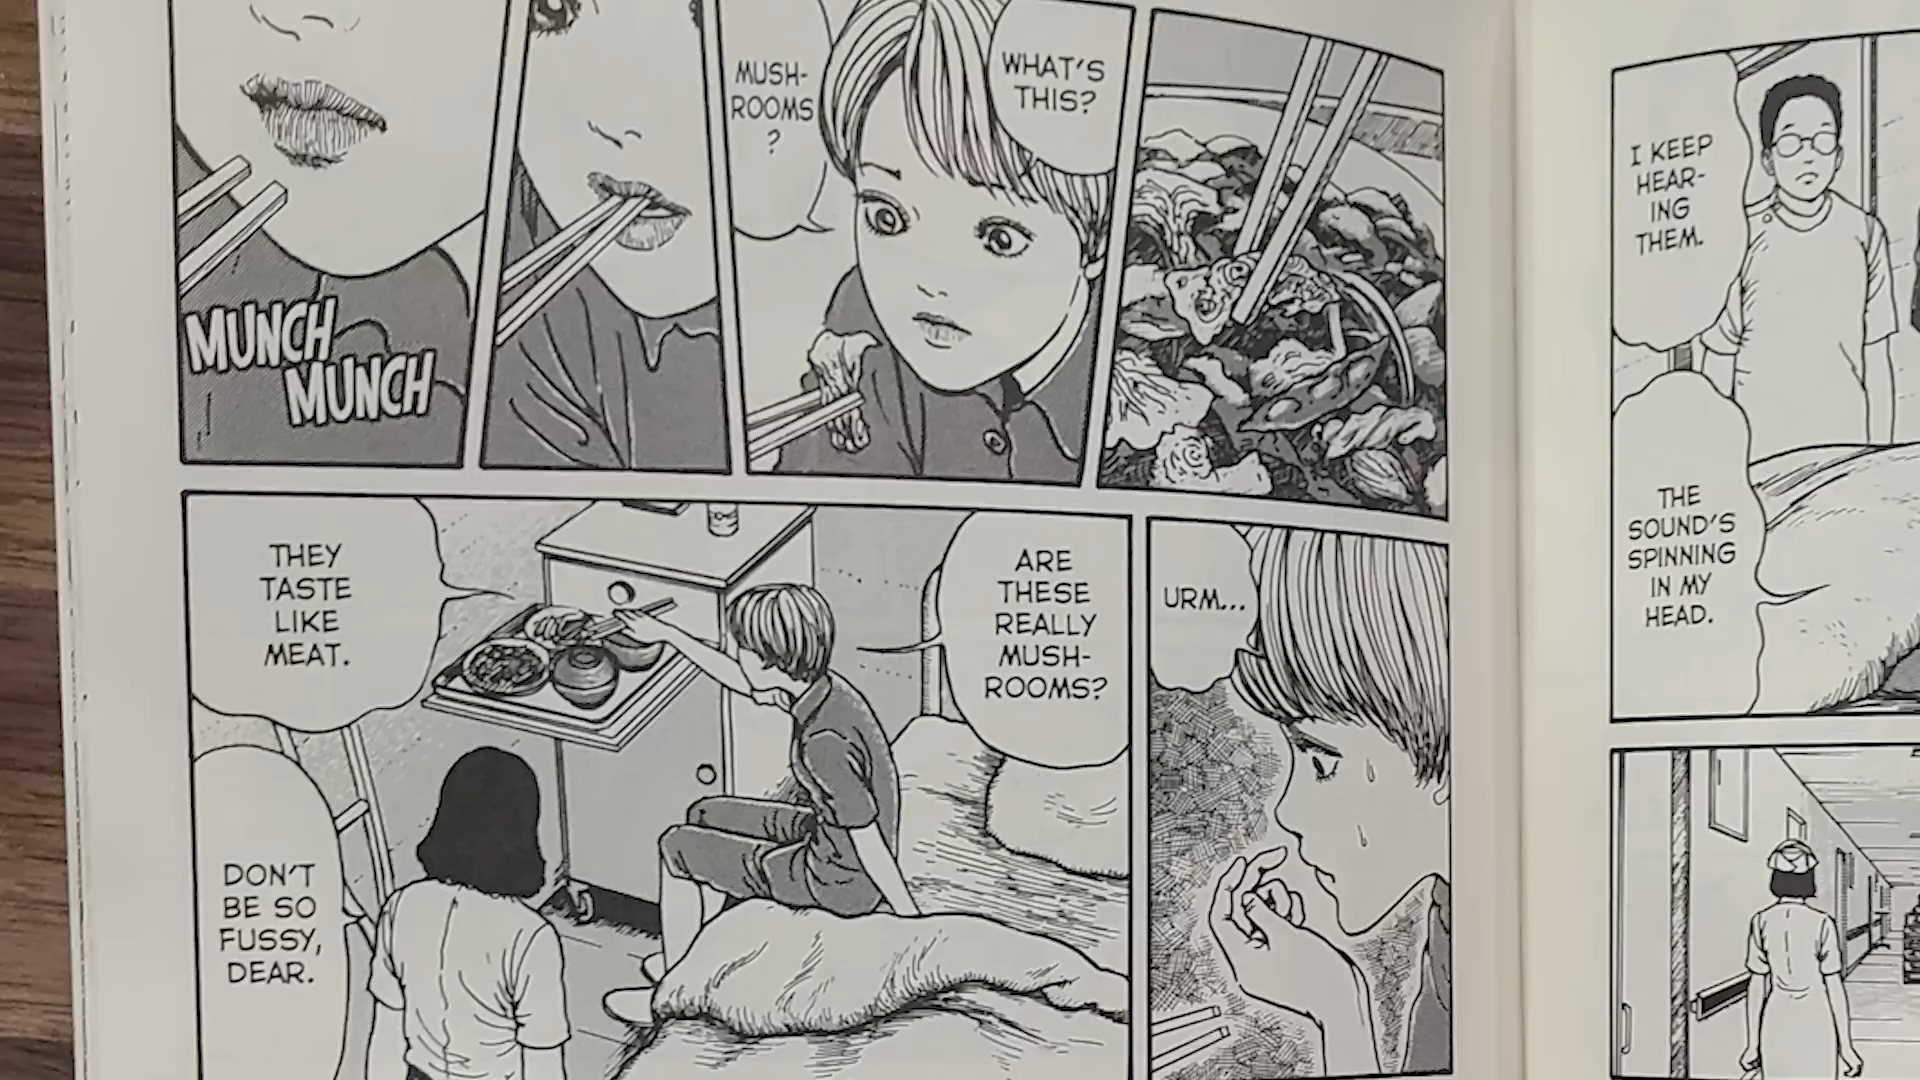 I KEEP
HEAR-
ING
THEM.
THE
SOUND'S
SPINNING
IN MY
HEAD.
WHAT'S
THIS?
MUSH-
ROOMS
?
MUNCH
MUNCH
URM...
ARE
THESE
REALLY
MUSH-
ROOMS?
THEY
TASTE
LIKE
MEAT.
DON'T
BE SO
FUSSY,
DEAR.